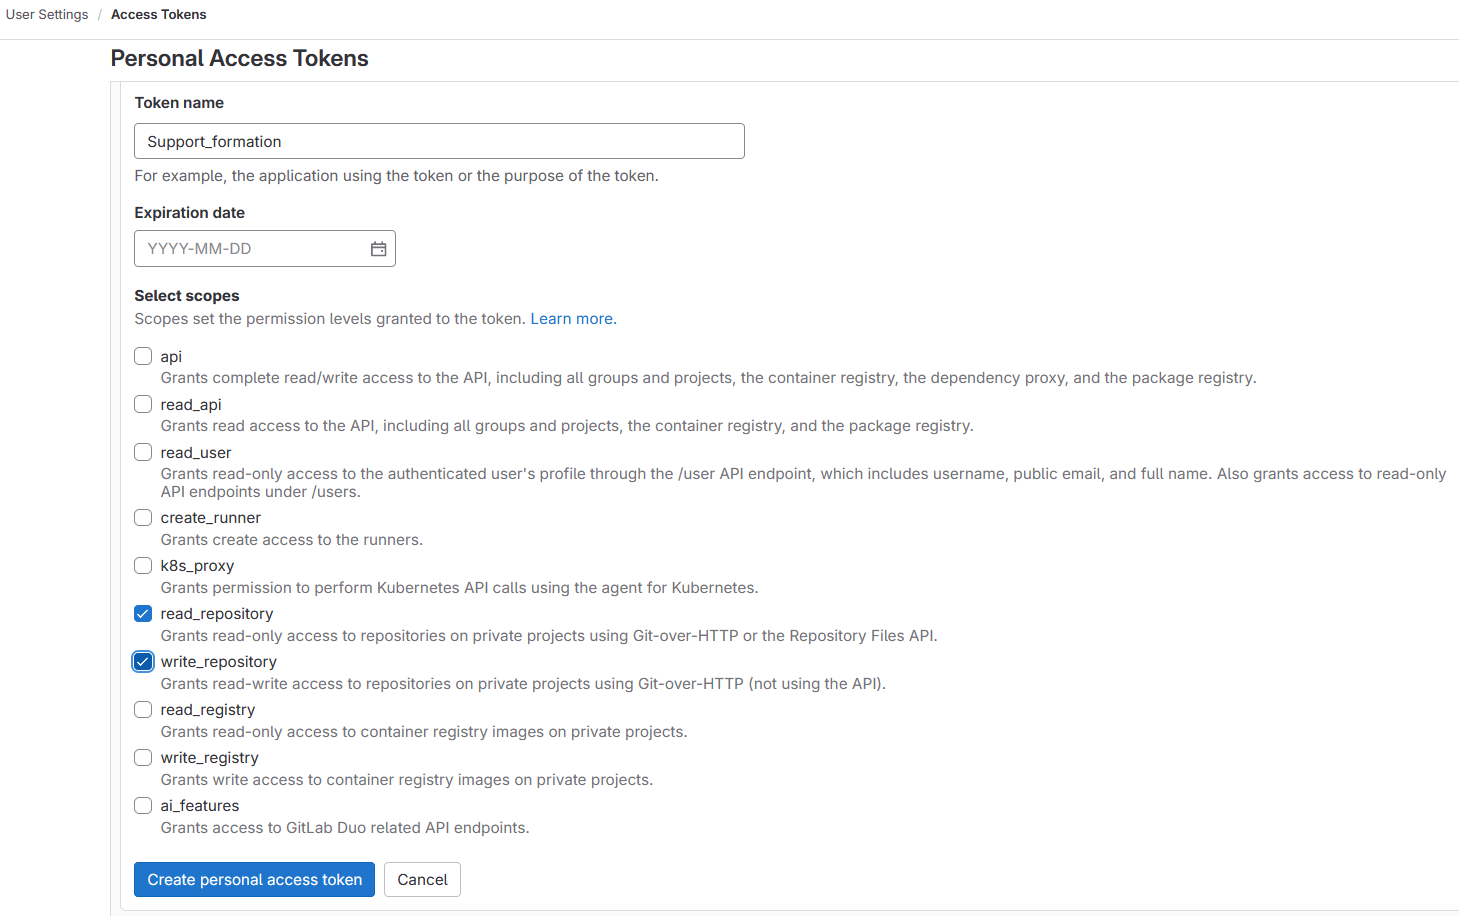 User Settings / Access Tokens
Personal Access Tokens
Token name
Support_formation
For example, the application using the token or the purpose of the token.
Expiration date
YYYY-MM-DD
Select scopes
Scopes set the permission levels granted to the token. Learn more.
api
Grants complete read/write access to the API, including all groups and projects, the container registry, the dependency proxy, and the package registry.
read_api
Grants read access to the API, including all groups and projects, the container registry, and the package registry.
read_user
Grants read-only access to the authenticated user's profile through the /user API endpoint, which includes username, public email, and full name. Also grants access to read-only
API endpoints under /users.
create_runner
Grants create access to the runners.
k8s_proxy
Grants permission to perform Kubernetes API calls using the agent for Kubernetes.
read_repository
Grants read-only access to repositories on private projects using Git-over-HTTP or the Repository Files API.
write_repository
Grants read-write access to repositories on private projects using Git-over-HTTP (not using the API).
read_registry
Grants read-only access to container registry images on private projects.
write_registry
Grants write access to container registry images on private projects.
ai_features
Grants access to GitLab Duo related API endpoints.
Create personal access token Cancel